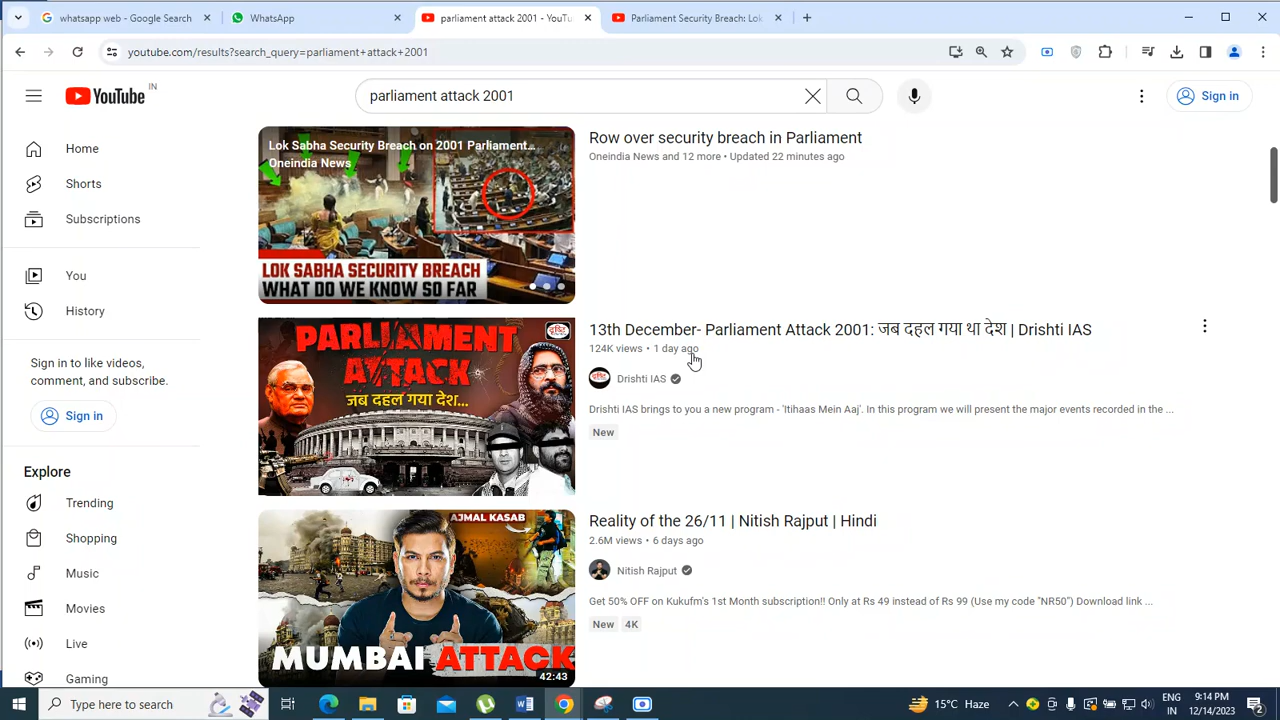 whatsapp web - Google Search
WhatsApp
parliament attack 2001 - YouTu
Parliament Security Breach: Lok
youtube.com/results?search_query=parliament+attack+2001
YouTube IN
parliament attack 2001
Sign in
Home
Shorts
Subscriptions
You
History
Sign in to like videos,
comment, and subscribe.
Sign in
Explore
Trending
Shopping
Music
Movies
Live
Gaming
Lok Sabha Security Breach on 2001 Parliament...
Oneindia News
LOK SABHA SECURITY BREACH
WHAT DO WE KNOW SO FAR
Row over security breach in Parliament
Oneindia News and 12 more • Updated 22 minutes ago
PARLIAMENT
ATTACK
जब दहल गया देश...
दृष्टि
13th December- Parliament Attack 2001: जब दहल गया था देश | Drishti IAS
124K views • 1 day ago
Drishti IAS
Drishti IAS brings to you a new program - 'Itihaas Mein Aaj'. In this program we will present the major events recorded in the ...
New
AJMAL KASAB
MUMBAI ATTACK
42:43
Reality of the 26/11 | Nitish Rajput | Hindi
2.6M views • 6 days ago
Nitish Rajput
Get 50% OFF on Kukufm's 1st Month subscription!! Only at Rs 49 instead of Rs 99 (Use my code "NR50") Download link ...
New 4K
Type here to search
15°C Haze
ENG
IN
9:14 PM
12/14/2023
2